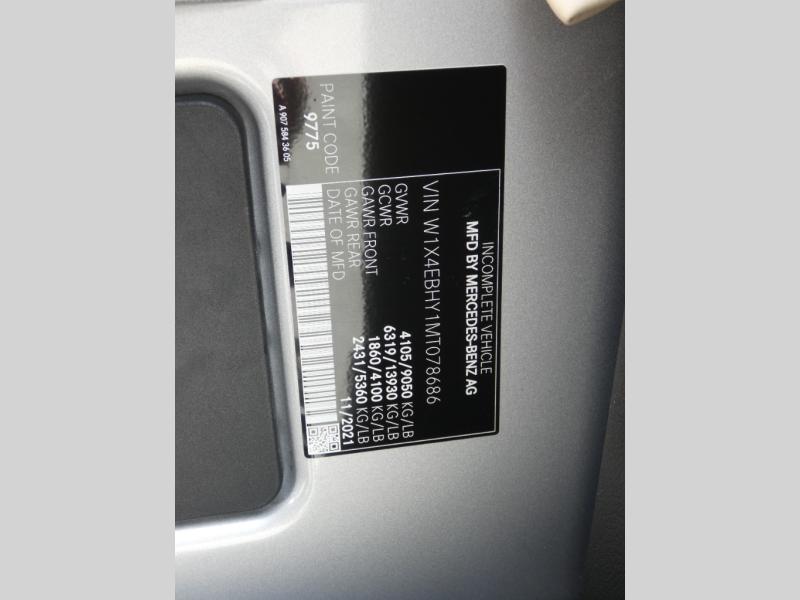 INCOMPLETE VEHICLE
MFD BY MERCEDES-BENZ AG
VIN W1X4EBHY1MT078686
GVWR 4105/9050 KG/LB
GCWR 6319/13930 KG/LB
GAWR FRONT 1860/4100 KG/LB
GAWR REAR 2431/5360 KG/LB
DATE OF MFD 11/2021
PAINT CODE
9775
A 907 584 36 05